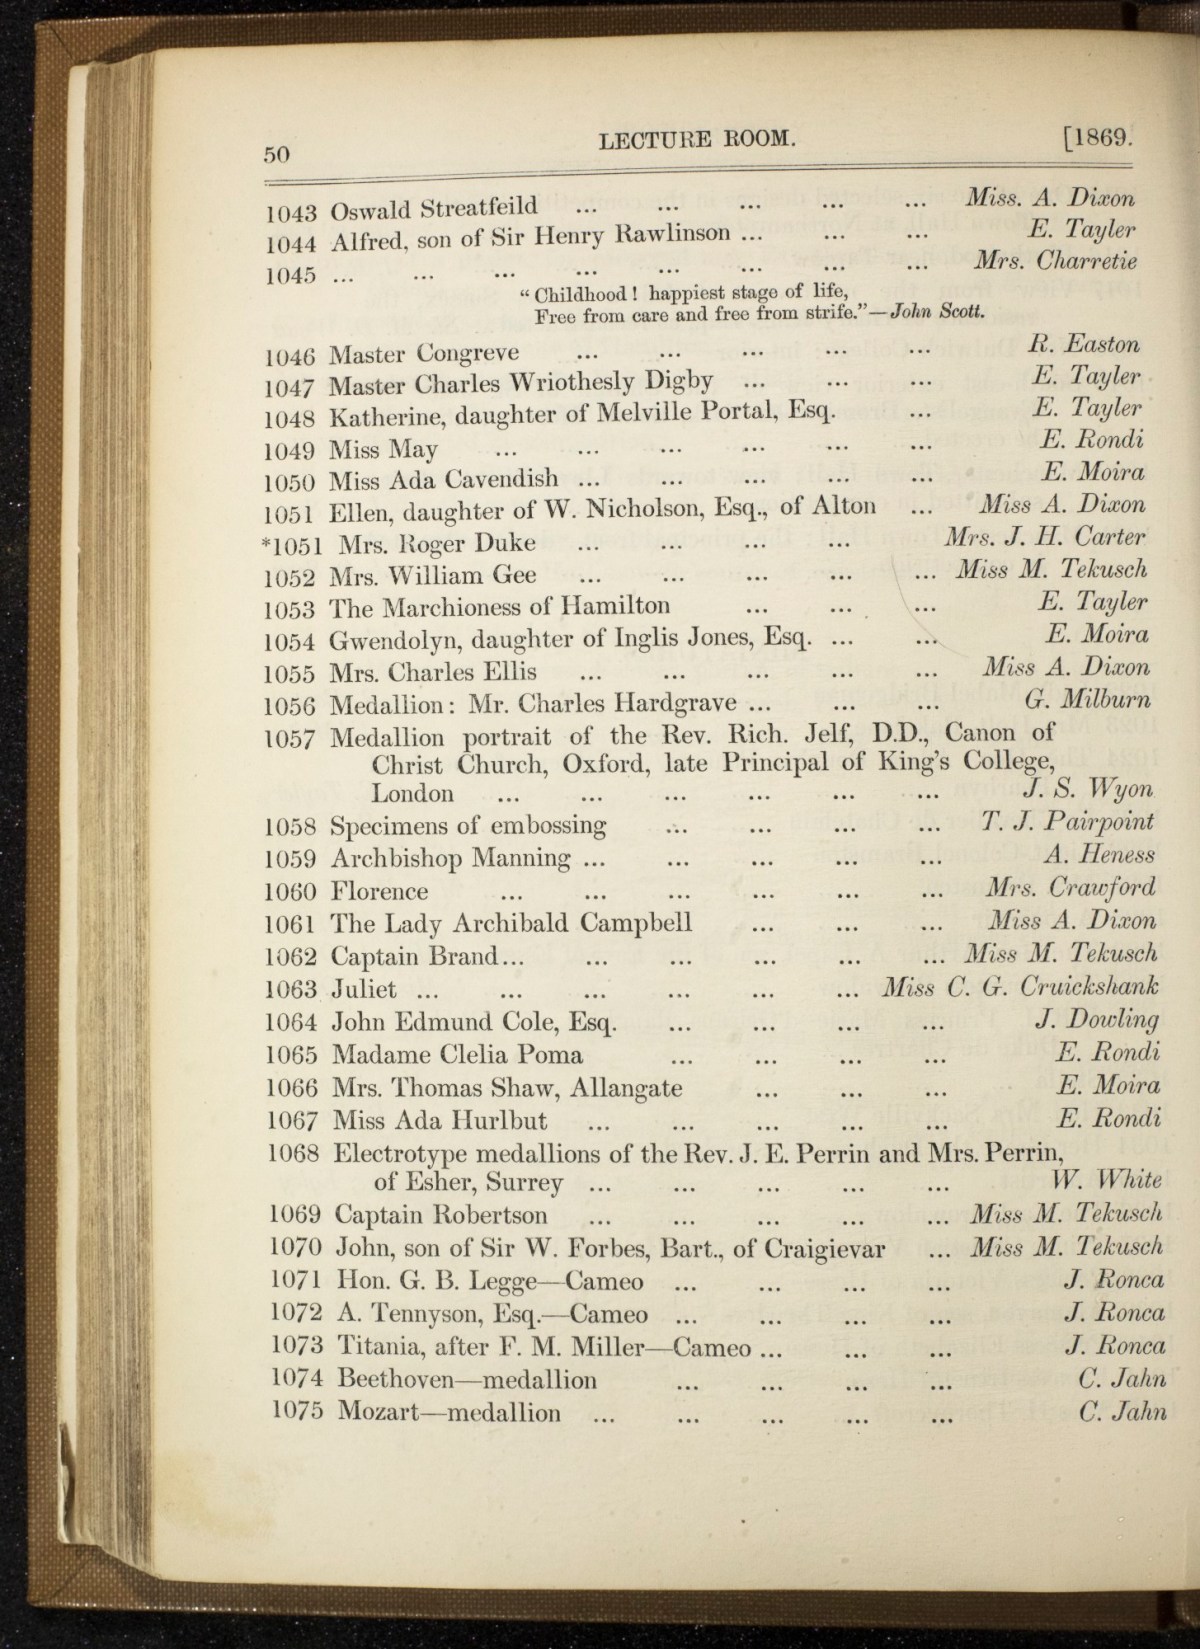 50 LECTURE ROOM. [1869.
1043 Oswald Streatfeild ... ... ... ... ... Miss. A. Dixon
1044 Alfred, son of Sir Henry Rawlinson ... ... ... E. Tayler
1045 ... ... ... ... ... ... ... ... Mrs. Charretie
“Childhood! happiest stage of life,
Free from care and free from strife.”—John Scott.
1046 Master Congreve ... ... ... ... ... R. Easton
1047 Master Charles Wriothesly Digby ... ... ... E. Tayler
1048 Katherine, daughter of Melville Portal, Esq. ... E. Tayler
1049 Miss May ... ... ... ... ... ... E. Rondi
1050 Miss Ada Cavendish ... ... ... ... ... E. Moira
1051 Ellen, daughter of W. Nicholson, Esq., of Alton ... Miss A. Dixon
*1051 Mrs. Roger Duke ... ... ... ... Mrs. J. H. Carter
1052 Mrs. William Gee ... ... ... ... ... Miss M. Tekusch
1053 The Marchioness of Hamilton ... ... ... E. Tayler
1054 Gwendolyn, daughter of Inglis Jones, Esq. ... ... E. Moira
1055 Mrs. Charles Ellis ... ... ... ... ... Miss A. Dixon
1056 Medallion: Mr. Charles Hardgrave ... ... ... G. Milburn
1057 Medallion portrait of the Rev. Rich. Jelf, D.D., Canon of
Christ Church, Oxford, late Principal of King's College,
London ... ... ... ... ... ... J. S. Wyon
1058 Specimens of embossing ... ... ... ... T. J. Pairpoint
1059 Archbishop Manning ... ... ... ... ... A. Heness
1060 Florence ... ... ... ... ... ... Mrs. Crawford
1061 The Lady Archibald Campbell ... ... ... Miss A. Dixon
1062 Captain Brand... ... ... ... ... ... Miss M. Tekusch
1063 Juliet ... ... ... ... ... ... Miss C. G. Cruickshank
1064 John Edmund Cole, Esq. ... ... ... ... J. Dowling
1065 Madame Clelia Poma ... ... ... ... E. Rondi
1066 Mrs. Thomas Shaw, Allangate ... ... ... E. Moira
1067 Miss Ada Hurlbut ... ... ... ... ... E. Rondi
1068 Electrotype medallions of the Rev. J. E. Perrin and Mrs. Perrin,
of Esher, Surrey ... ... ... ... ... W. White
1069 Captain Robertson ... ... ... ... ... Miss M. Tekusch
1070 John, son of Sir W. Forbes, Bart., of Craigievar ... Miss M. Tekusch
1071 Hon. G. B. Legge—Cameo ... ... ... ... J. Ronca
1072 A. Tennyson, Esq.—Cameo ... ... ... ... J. Ronca
1073 Titania, after F. M. Miller—Cameo ... ... ... J. Ronca
1074 Beethoven—medallion ... ... ... ... C. Jahn
1075 Mozart—medallion ... ... ... ... ... C. Jahn